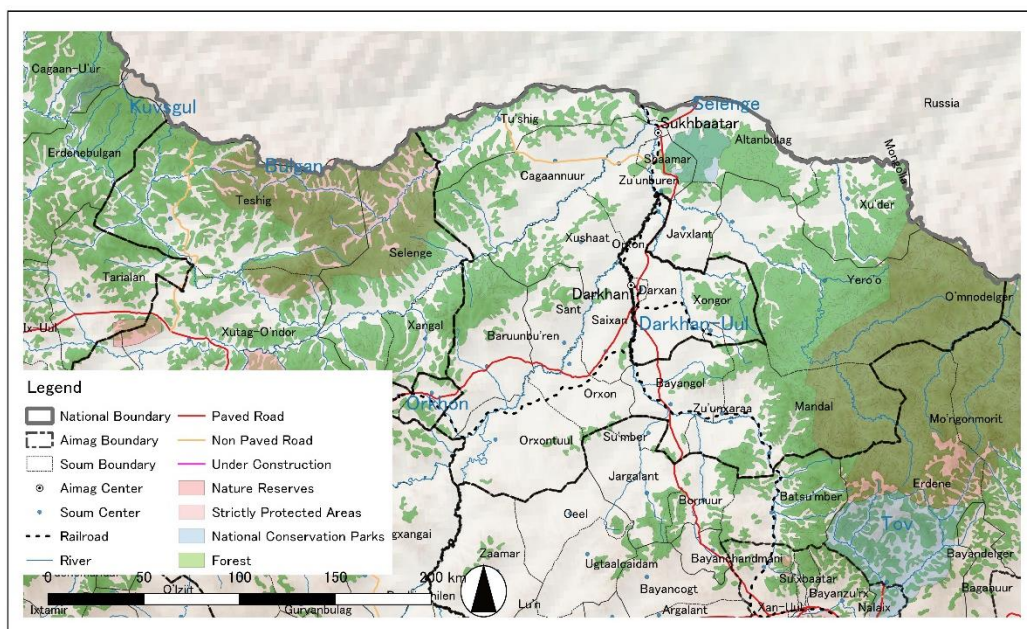 Cagaan-U'ur
Kuvsgul
Selenge
Russia
Tu'shig
Sukhbaatar
Altanbulag
Erdenebulgan
Bulgan
Shaamar
Mongolia
Cagaannuur
Zu'unburen
Teshig
Xu'der
Xushaat
Orxon
Javxlant
Selenge
Tarialan
Yero'o
Darkhan
Darxan
O'mnodelger
Sant
Xongor
Ix-Uul
Saixan
Darkhan-Uul
Xutag-O'ndor
Xangal
Baruunbu'ren
Legend
Bayangol
National Boundary
Paved Road
Orkhon
Orxon
Zu'unxaraa
Mandal
Aimag Boundary
Non Paved Road
Mo'ngonmorit
Soum Boundary
Under Construction
Orxontuul
Su'mber
Aimag Center
Nature Reserves
Jargalant
Erdene
Soum Center
Strictly Protected Areas
Bornuur
Batsu'mber
Railroad
National Conservation Parks
Ceel
Tov
River
Forest
Zaamar
Ugtaalcaidam
Bayanchandmani
Bayandelger
0 50 100 150 200 km
Su'xbaatar
O'lziit
Lu'n
Bayancogt
Bayanzu'rx
Baganuur
Ixtamir
Gurvanbulag
Argalant
Xan-Uul
Nalaix